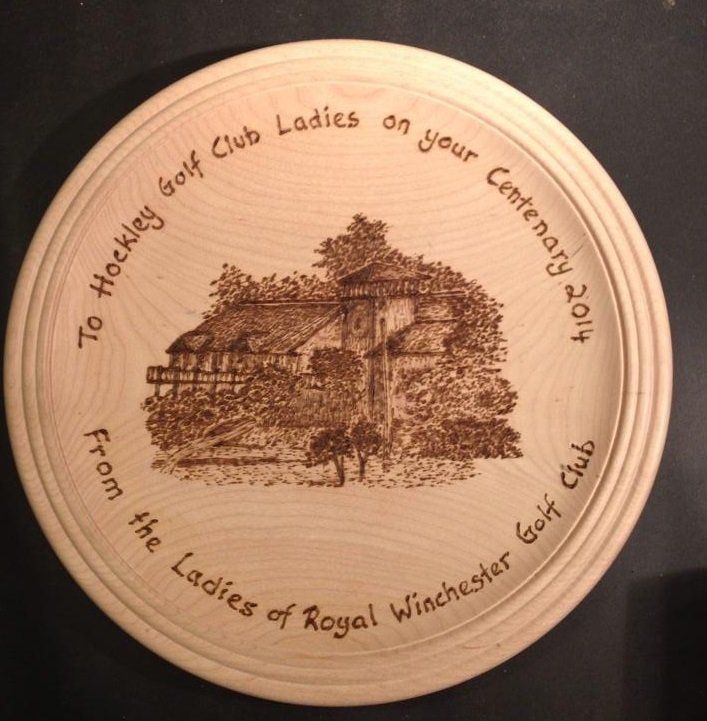 To Hockley Golf Club Ladies on your Centenary 2014
From the Ladies of Royal Winchester Golf Club